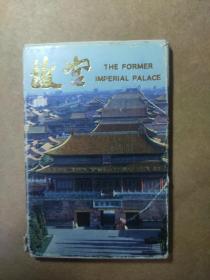 故宫
THE FORMER
IMPERIAL PALACE